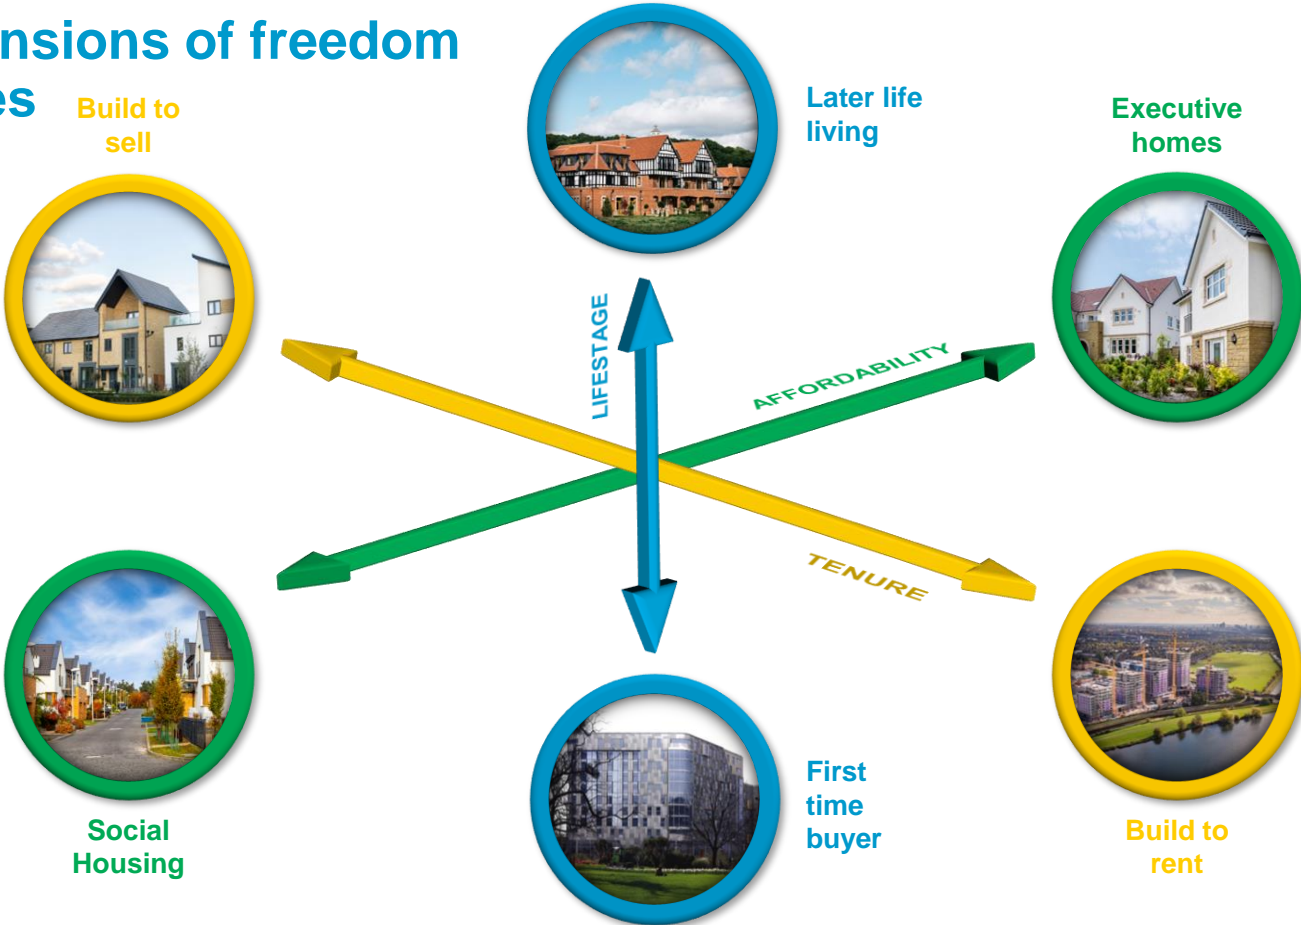 nsions of freedom
es
Build to
sell
Later life
living
Executive
homes
LIFESTAGE
AFFORDABILITY
TENURE
Social
Housing
First
time
buyer
Build to
rent